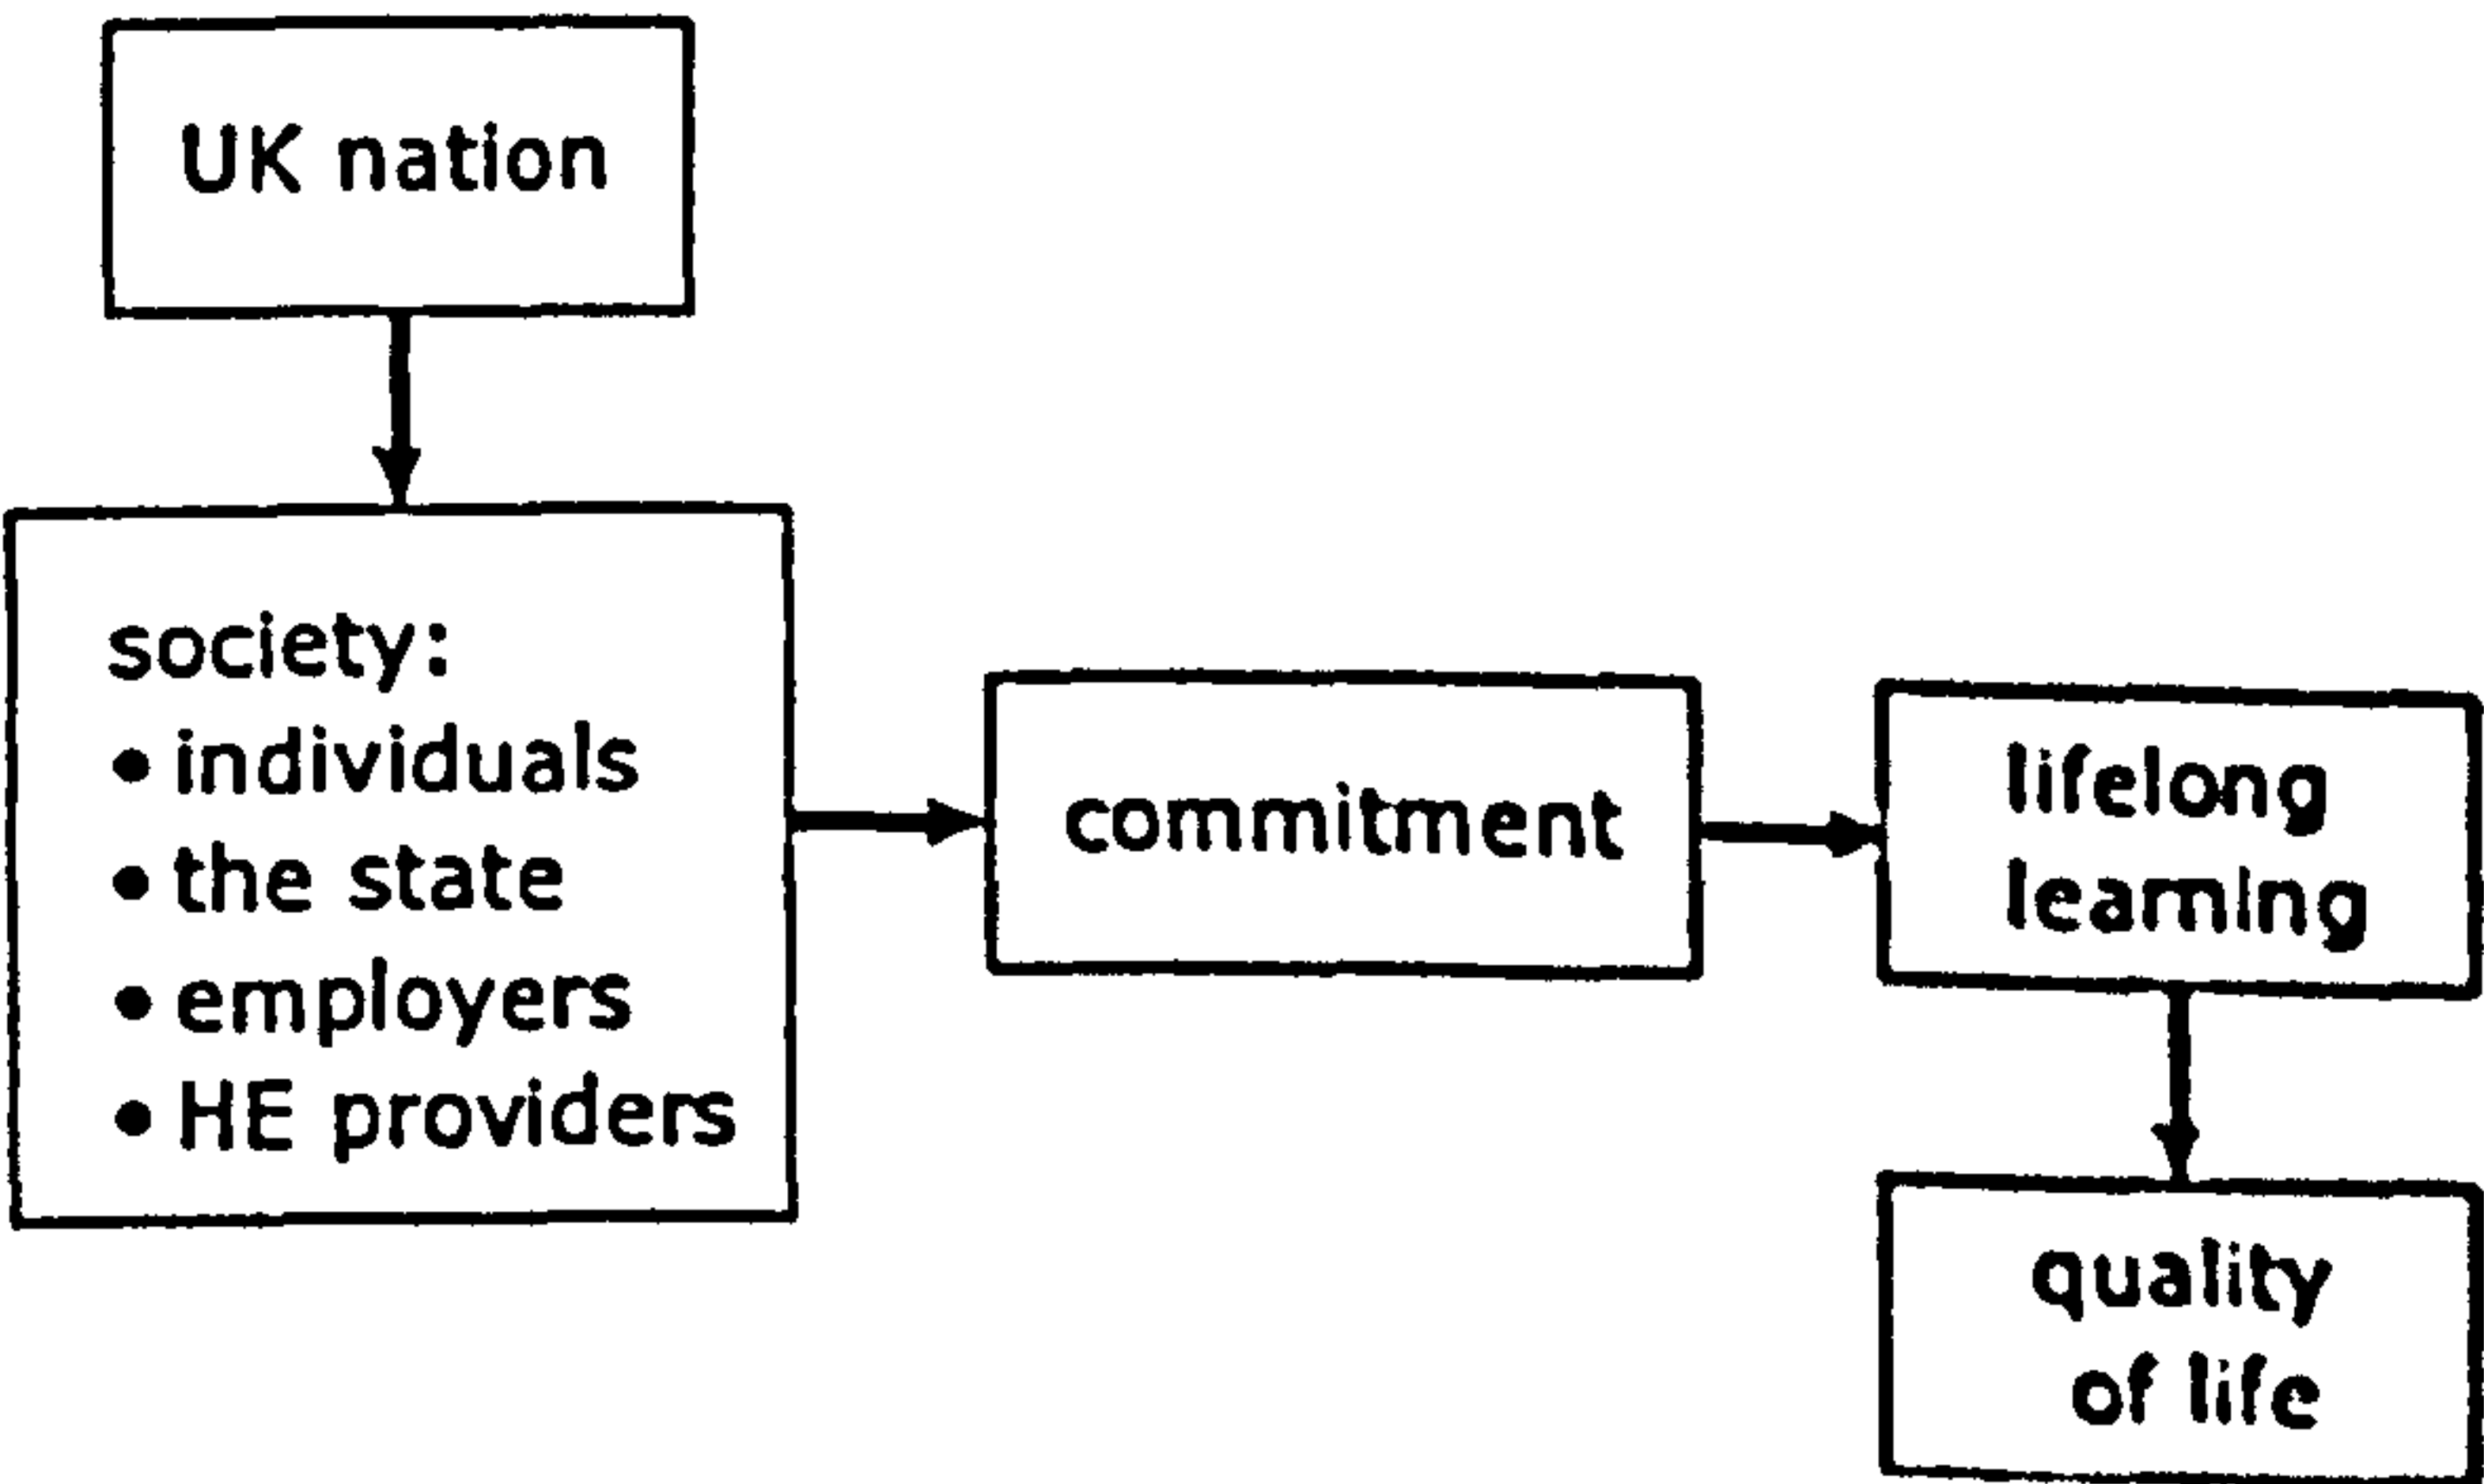 UK nation
society:
• individuals
• the state
• employers
• HE providers
commitment
lifelong
learning
quality
of life